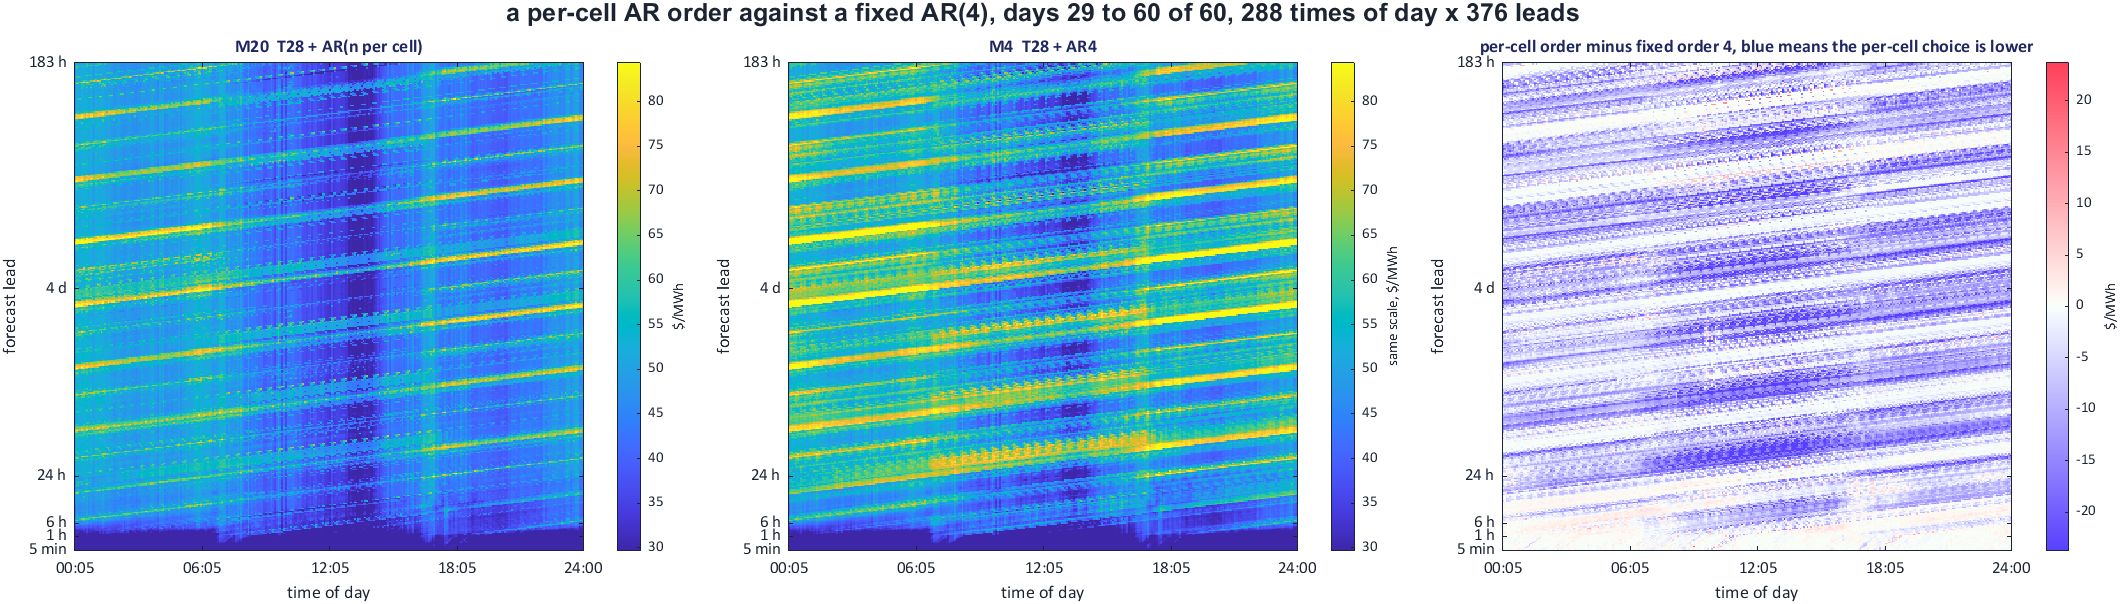 a per-cell AR order against a fixed AR(4), days 29 to 60 of 60, 288 times of day x 376 leads
M20 T28 + AR(n per cell)
183 h
4 d
24 h
6 h
1 h
5 min
forecast lead
00:05
06:05
12:05
18:05
24:00
time of day
80
75
70
65
60
55
50
45
40
35
30
$/MWh
M4 T28 + AR4
183 h
4 d
24 h
6 h
1 h
5 min
forecast lead
00:05
06:05
12:05
18:05
24:00
time of day
80
75
70
65
60
55
50
45
40
35
30
same scale, $/MWh
per-cell order minus fixed order 4, blue means the per-cell choice is lower
183 h
4 d
24 h
6 h
1 h
5 min
forecast lead
00:05
06:05
12:05
18:05
24:00
time of day
20
15
10
5
0
-5
-10
-15
-20
$/MWh